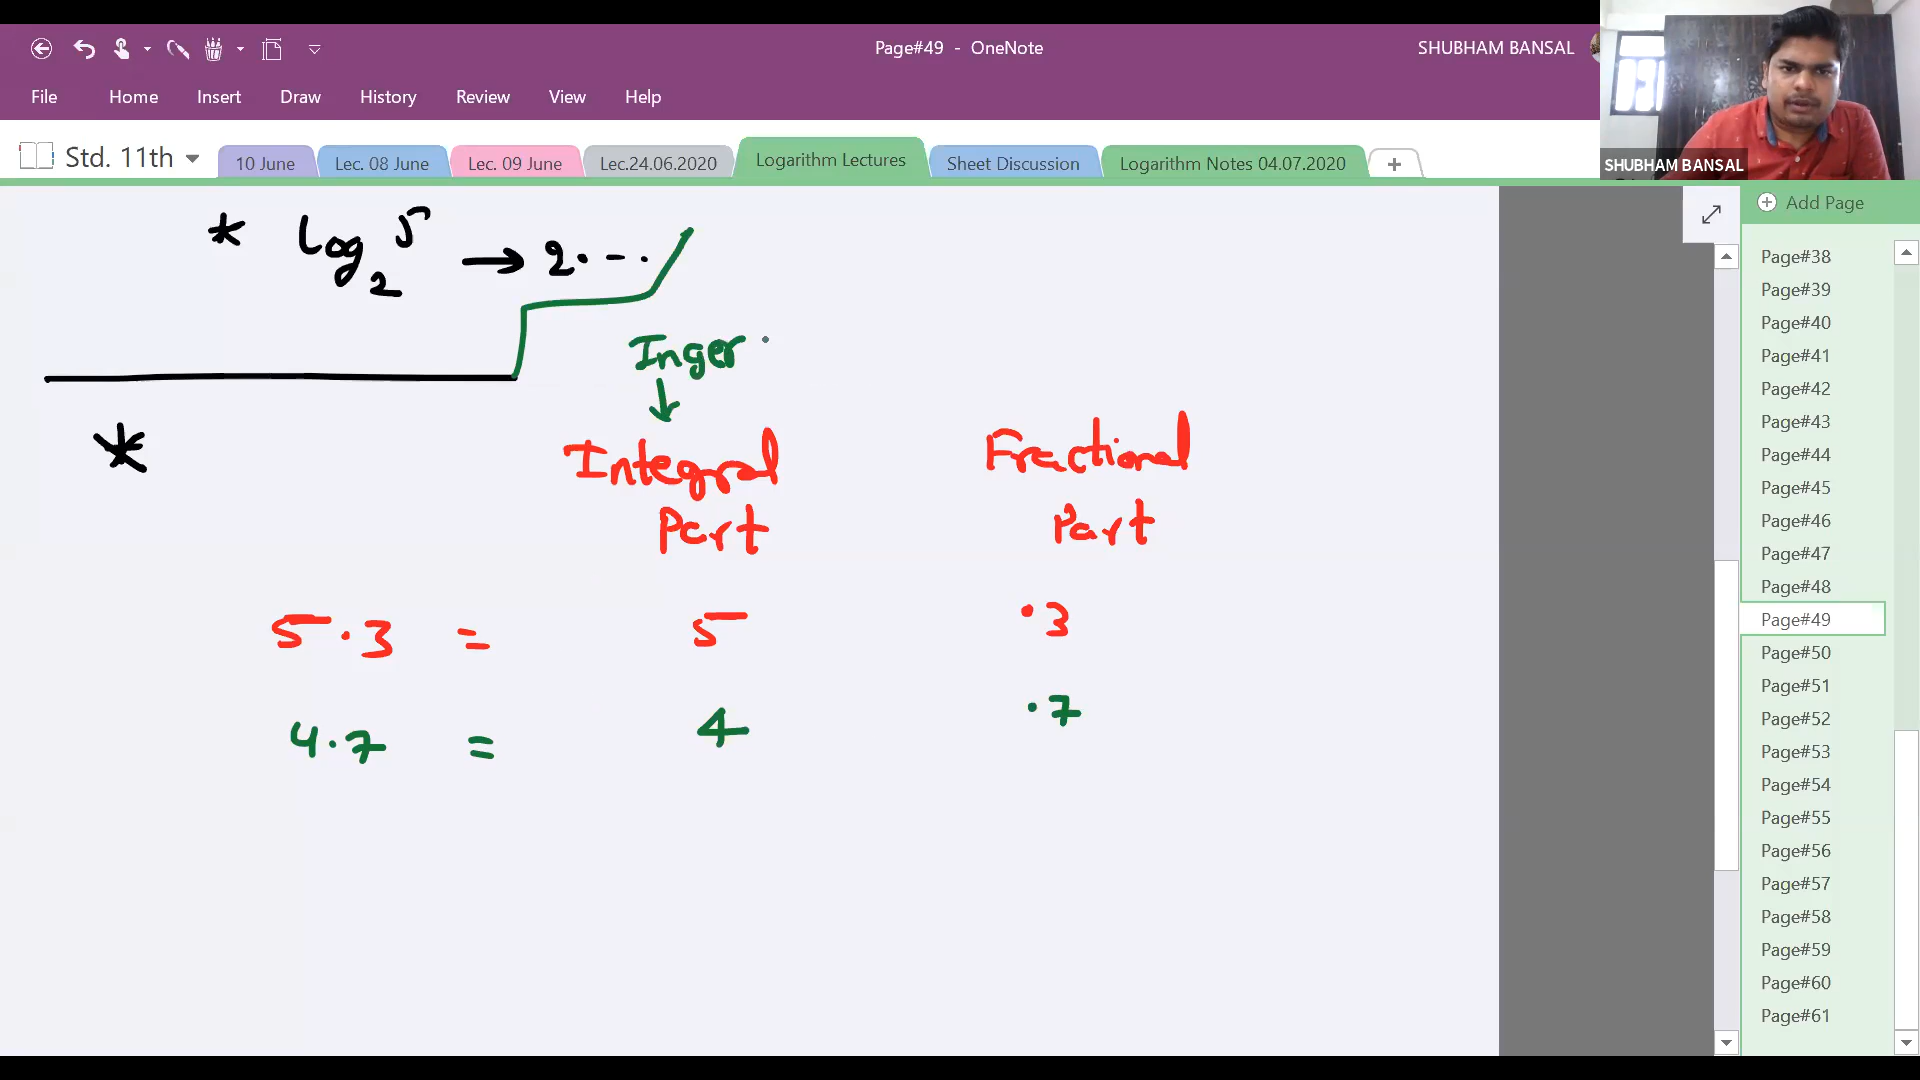 Page#49 - OneNote
SHUBHAM BANSAL
File Home Insert Draw History Review View Help
SHUBHAM BANSAL
Std. 11th
10 June
Lec. 08 June
Lec. 09 June
Lec.24.06.2020
Logarithm Lectures
Sheet Discussion
Logarithm Notes 04.07.2020
+
Add Page
* log₂ 5 → 2. - - .
Inger
↓
* Integral Fractional
Part Part
5.3 = 5 .3
4.7 = 4 .7
Page#38
Page#39
Page#40
Page#41
Page#42
Page#43
Page#44
Page#45
Page#46
Page#47
Page#48
Page#49
Page#50
Page#51
Page#52
Page#53
Page#54
Page#55
Page#56
Page#57
Page#58
Page#59
Page#60
Page#61